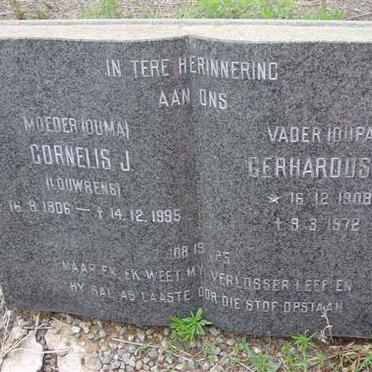 IN TERE HERINNERING
AAN ONS
MOEDER (OUMA)
CORNELIS J.
(LOUWRENS)
16.9.1906 – † 14.12.1995
VADER (OUPA
GERHARDUS
* 16.12.1908
† 9.3.1972
JOB 19 25
MAAR EK, EK WEET MY VERLOSSER LEEF EN
HY SAL AS LAASTE OOR DIE STOF OPSTAAN